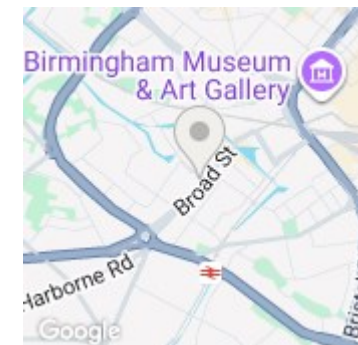 Birmingham Museum
& Art Gallery
Broad St
Harborne Rd
Google